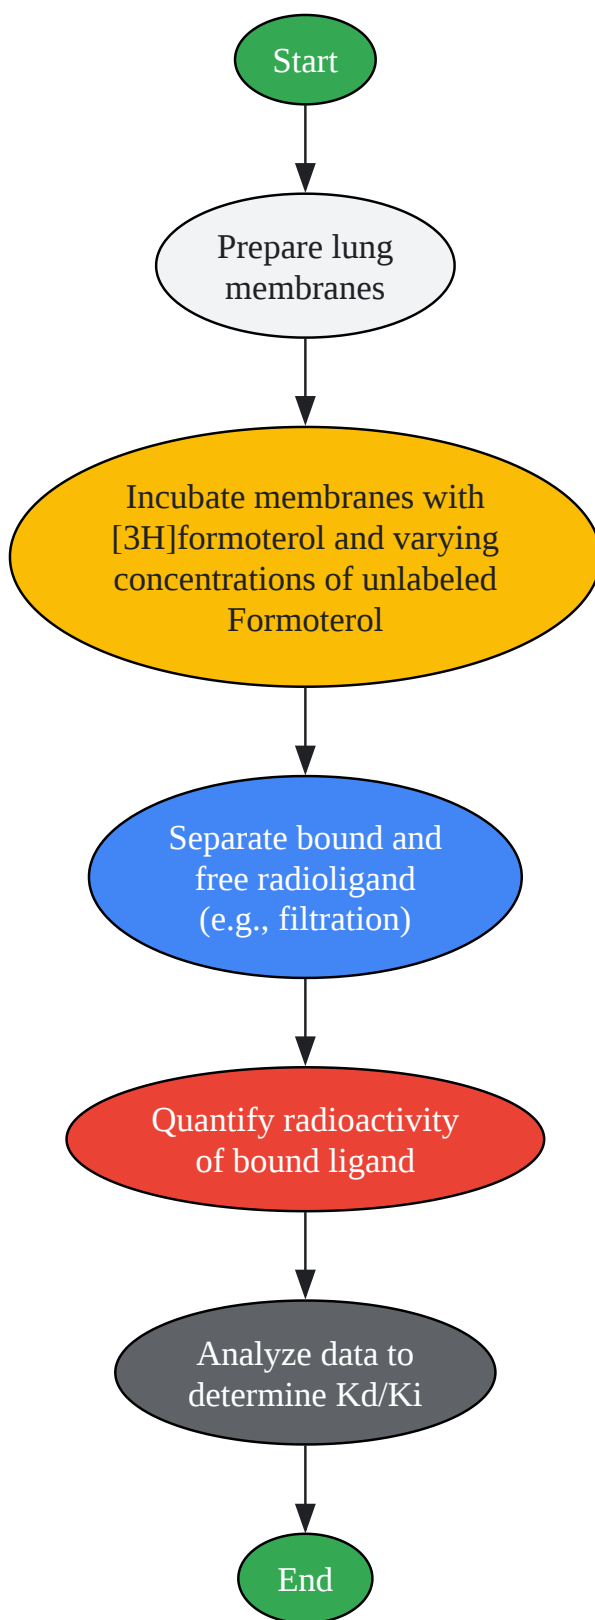 Start
Prepare lung
membranes
Incubate membranes with
[3H]formoterol and varying
concentrations of unlabeled
Formoterol
Separate bound and
free radioligand
(e.g., filtration)
Quantify radioactivity
of bound ligand
Analyze data to
determine Kd/Ki
End